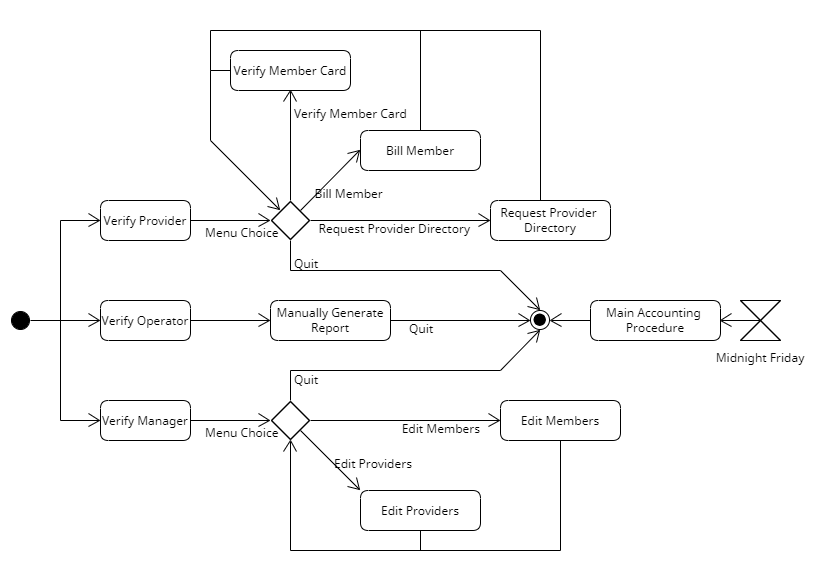 Verify Member Card
Verify Member Card
Bill Member
Bill Member
Verify Provider
Menu Choice
Request Provider Directory
Request Provider
Directory
Quit
Verify Operator
Manually Generate
Report
Quit
Main Accounting
Procedure
Midnight Friday
Quit
Verify Manager
Menu Choice
Edit Members
Edit Members
Edit Providers
Edit Providers